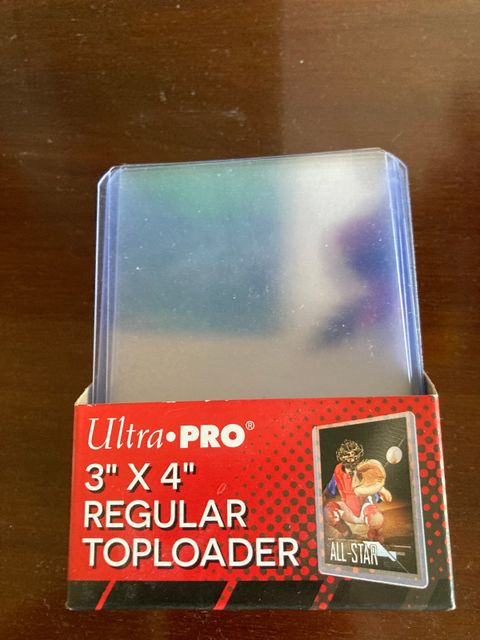 Ultra•PRO®
3" X 4"
REGULAR
TOPLOADER
ALL-STAR